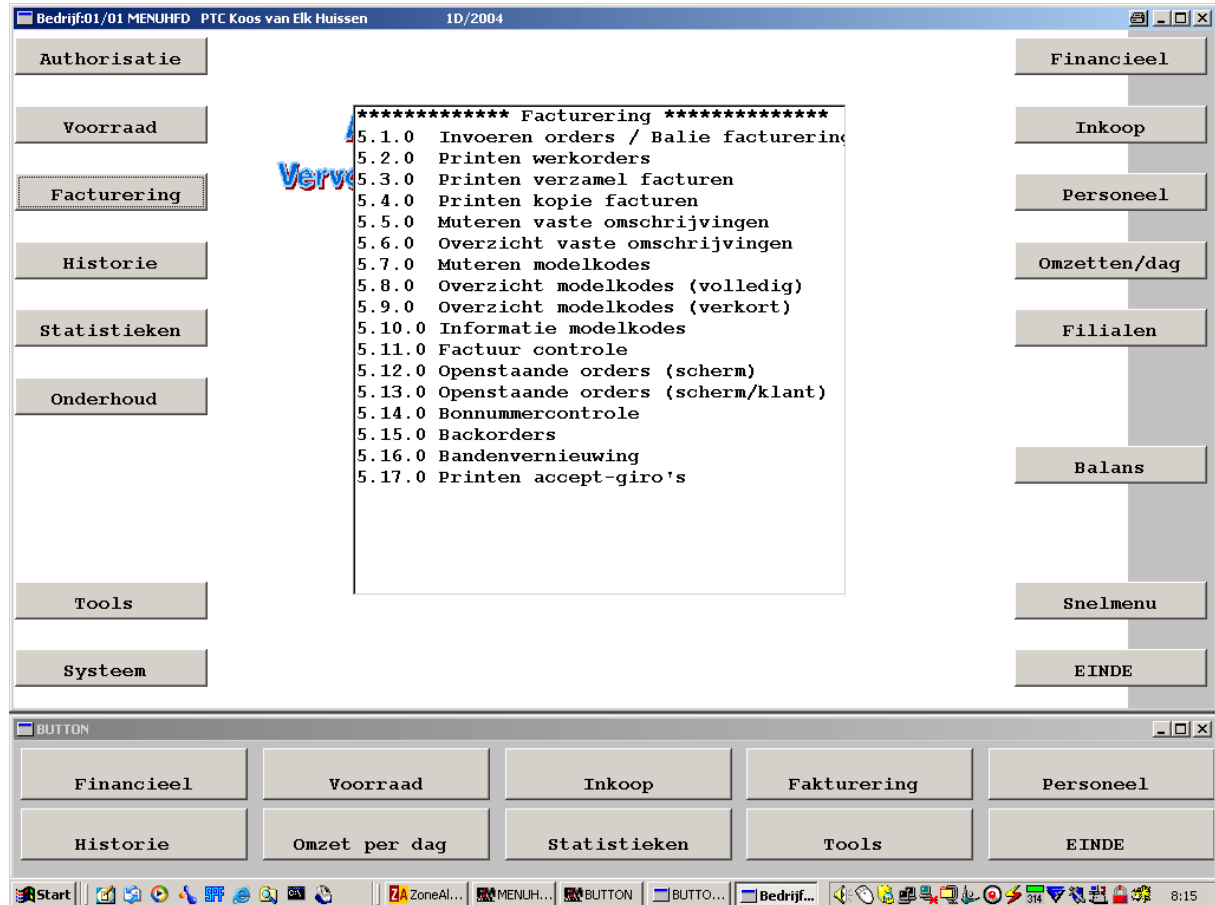 Bedrijf:01/01 MENUHFD PTC Koos van Elk Huissen 1D/2004
Authorisatie
Voorraad
Facturering
Historie
Statistieken
Onderhoud
Tools
Systeem
************* Facturering **************
5.1.0 Invoeren orders / Balie facturering
5.2.0 Printen werkorders
5.3.0 Printen verzamel facturen
5.4.0 Printen kopie facturen
5.5.0 Muteren vaste omschrijvingen
5.6.0 Overzicht vaste omschrijvingen
5.7.0 Muteren modelkodes
5.8.0 Overzicht modelkodes (volledig)
5.9.0 Overzicht modelkodes (verkort)
5.10.0 Informatie modelkodes
5.11.0 Factuur controle
5.12.0 Openstaande orders (scherm)
5.13.0 Openstaande orders (scherm/klant)
5.14.0 Bonnummercontrole
5.15.0 Backorders
5.16.0 Bandenvernieuwing
5.17.0 Printen accept-giro's
Financieel
Inkoop
Personeel
Omzetten/dag
Filialen
Balans
Snelmenu
EINDE
BUTTON
Financieel Voorraad Inkoop Fakturering Personeel
Historie Omzet per dag Statistieken Tools EINDE
Start SPF ZoneAl... MENUH... BUTTON BUTTO... Bedrijf... 314 8:15